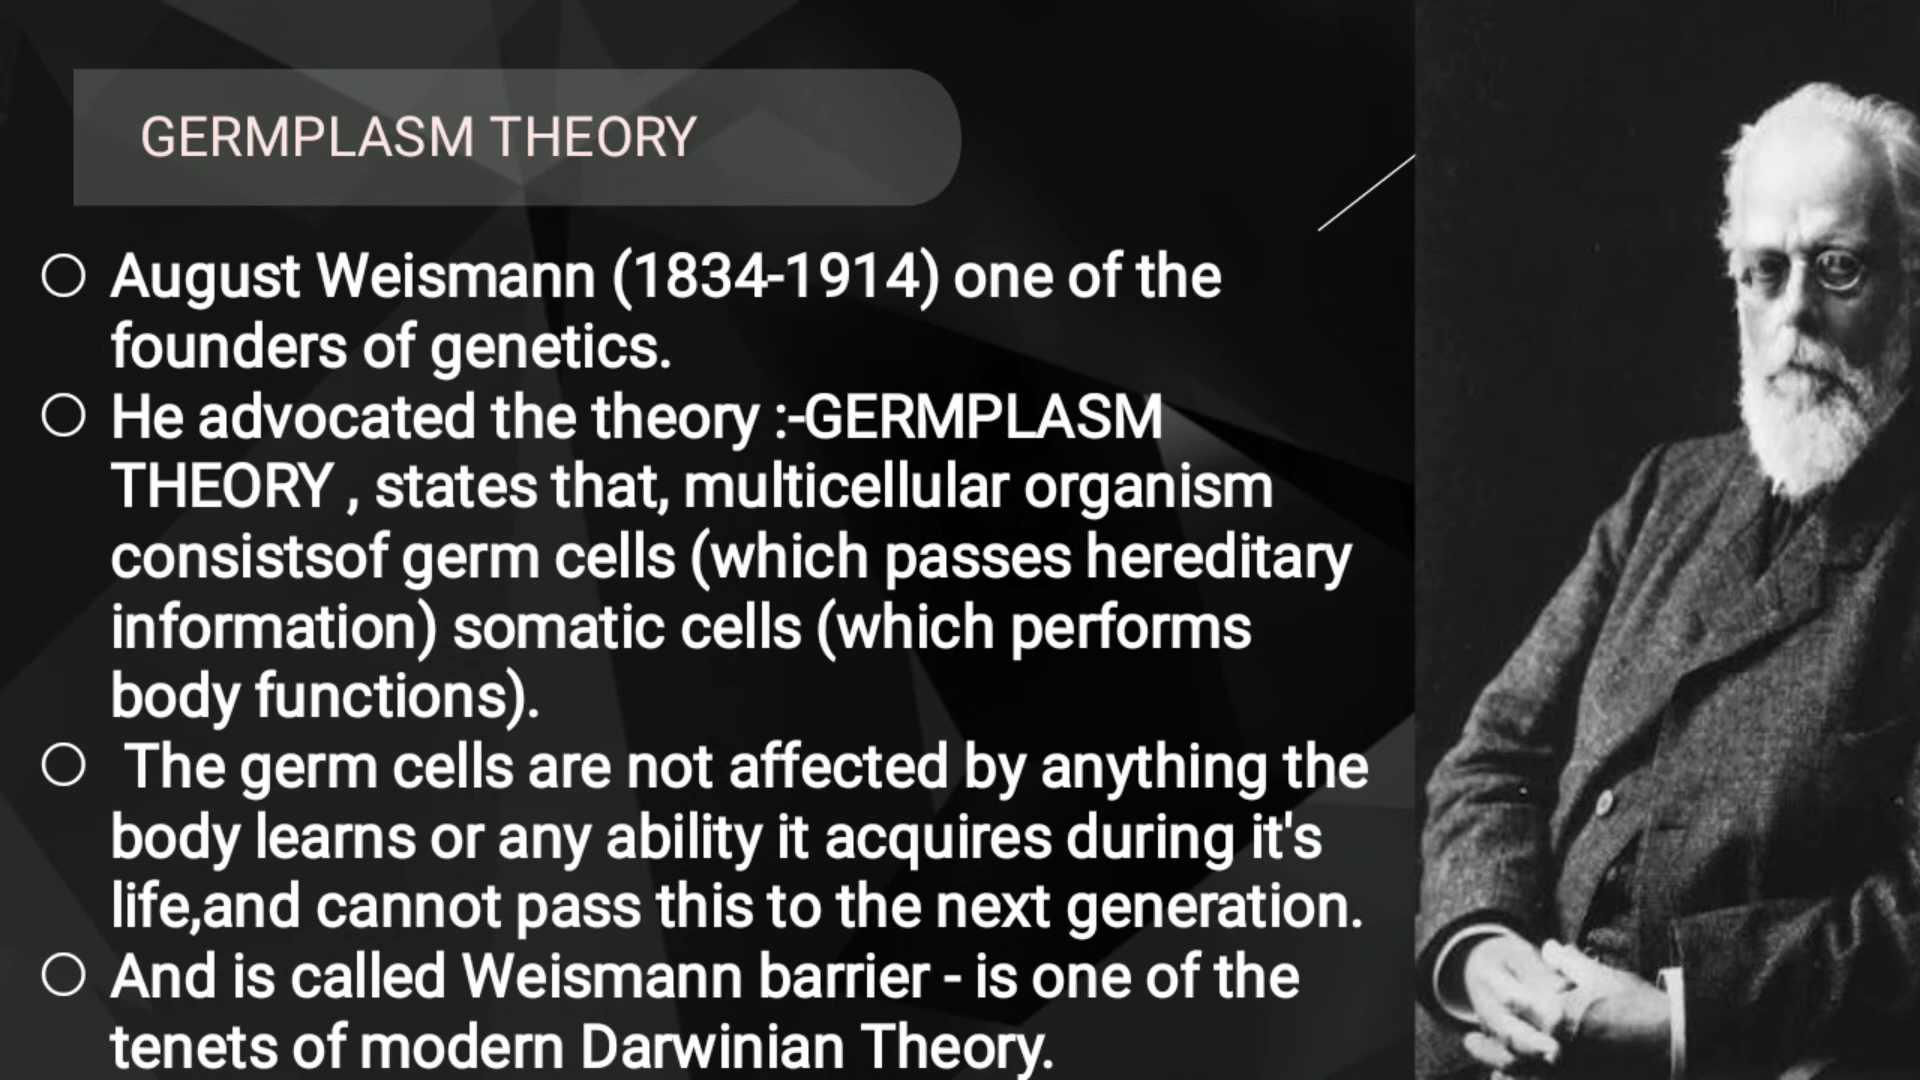 GERMPLASM THEORY
August Weismann (1834-1914) one of the
founders of genetics.
He advocated the theory :-GERMPLASM
THEORY , states that, multicellular organism
consistsof germ cells (which passes hereditary
information) somatic cells (which performs
body functions).
The germ cells are not affected by anything the
body learns or any ability it acquires during it's
life,and cannot pass this to the next generation.
And is called Weismann barrier - is one of the
tenets of modern Darwinian Theory.